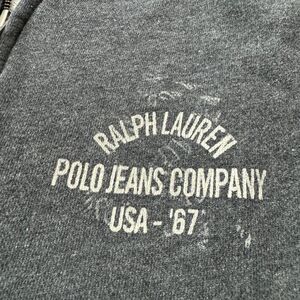 RALPH LAUREN
POLO JEANS COMPANY
USA - '67